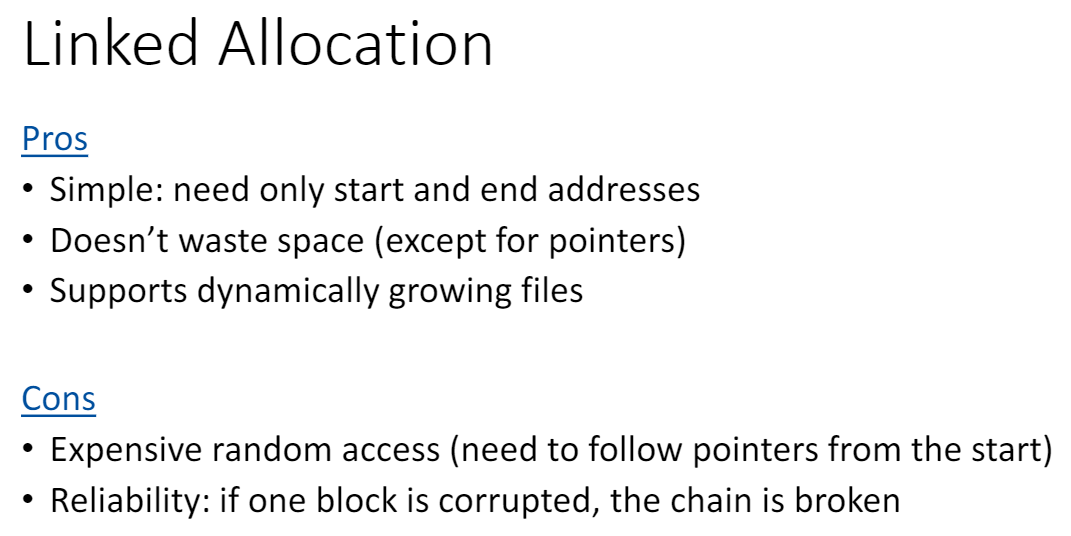 Linked Allocation
Pros
• Simple: need only start and end addresses
• Doesn’t waste space (except for pointers)
• Supports dynamically growing files
Cons
• Expensive random access (need to follow pointers from the start)
• Reliability: if one block is corrupted, the chain is broken